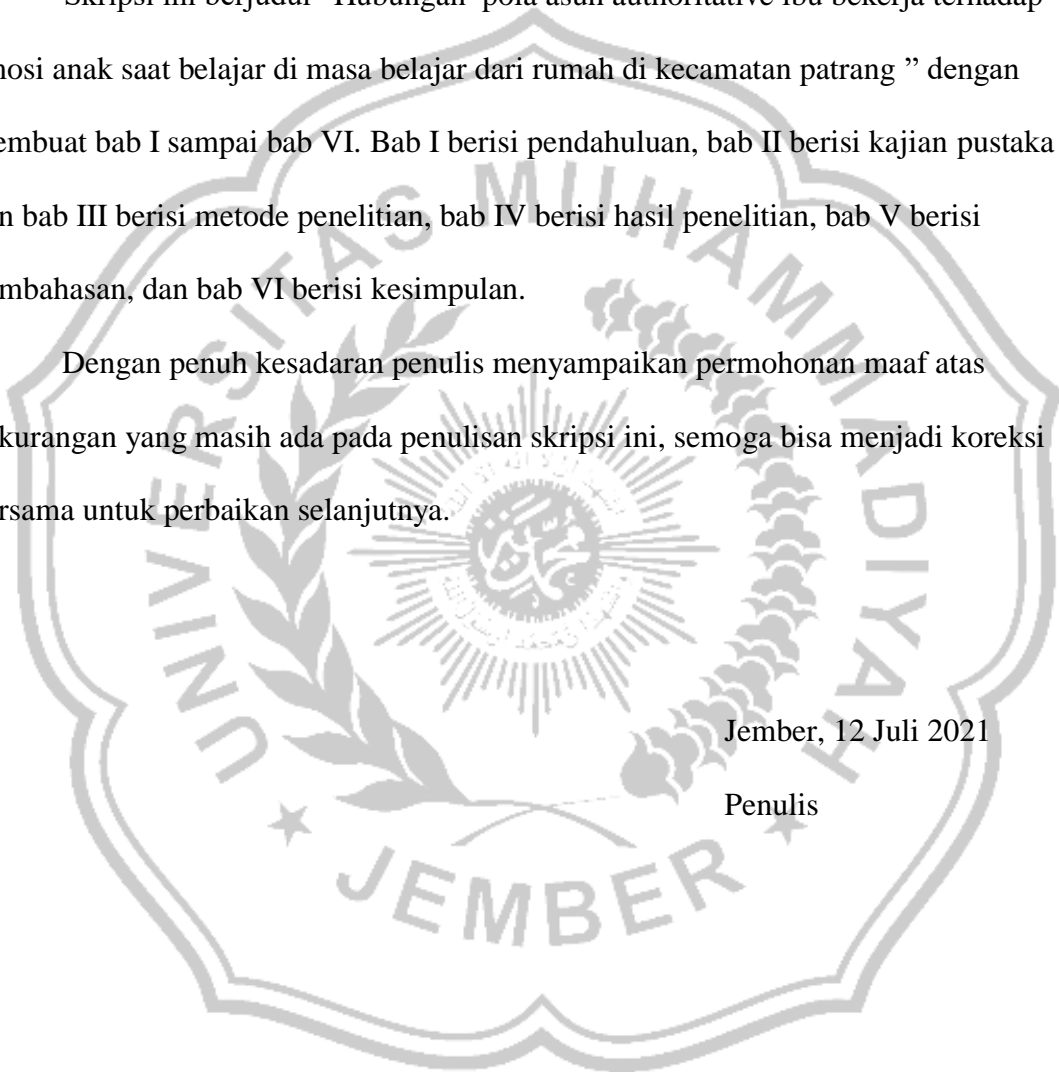 Skripsi ini berjudul “Hubungan pola asuh authoritative Ibu bekerja terhadap
mosi anak saat belajar di masa belajar dari rumah di kecamatan patrang ” dengan
embuat bab I sampai bab VI. Bab I berisi pendahuluan, bab II berisi kajian pustaka
n bab III berisi metode penelitian, bab IV berisi hasil penelitian, bab V berisi
mbahasan, dan bab VI berisi kesimpulan.
Dengan penuh kesadaran penulis menyampaikan permohonan maaf atas
kurangan yang masih ada pada penulisan skripsi ini, semoga bisa menjadi koreksi
rsama untuk perbaikan selanjutnya.
Jember, 12 Juli 2021
Penulis
UNIVERSITAS MUHAMMADIYAH
JEMBER